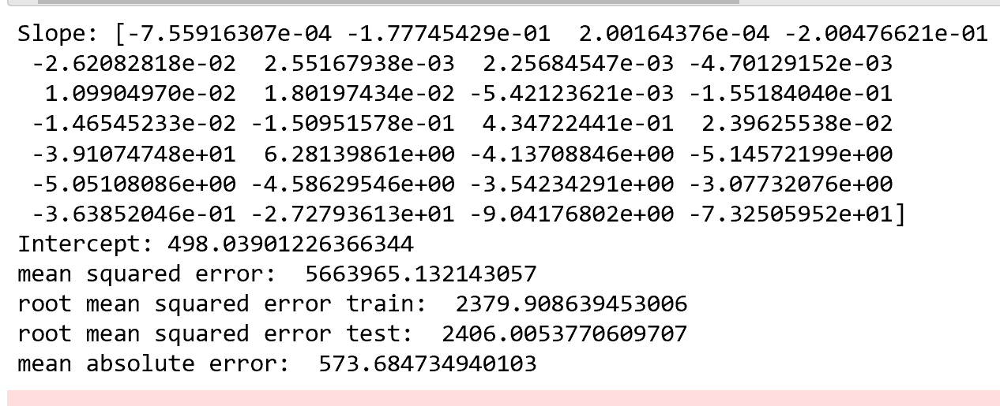 Slope: [-7.55916307e-04 -1.77745429e-01  2.00164376e-04 -2.00476621e-01
 -2.62082818e-02  2.55167938e-03  2.25684547e-03 -4.70129152e-03
  1.09904970e-02  1.80197434e-02 -5.42123621e-03 -1.55184040e-01
 -1.46545233e-02 -1.50951578e-01  4.34722441e-01  2.39625538e-02
 -3.91074748e+01  6.28139861e+00 -4.13708846e+00 -5.14572199e+00
 -5.05108086e+00 -4.58629546e+00 -3.54234291e+00 -3.07732076e+00
 -3.63852046e-01 -2.72793613e+01 -9.04176802e+00 -7.32505952e+01]
Intercept: 498.03901226366344
mean squared error:  5663965.132143057
root mean squared error train:  2379.908639453006
root mean squared error test:  2406.0053770609707
mean absolute error:  573.684734940103